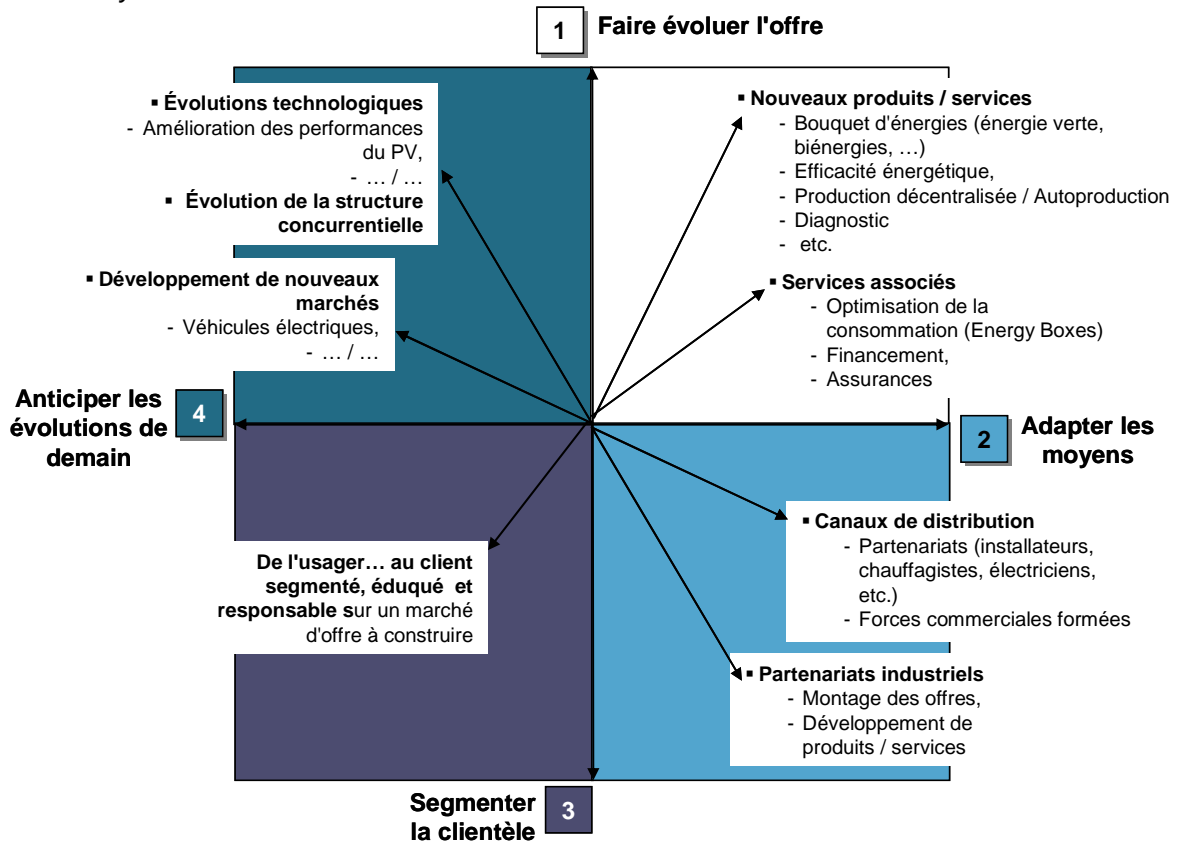 1
Faire évoluer l'offre
▪ Évolutions technologiques
- Amélioration des performances
du PV,
- … / …
▪ Évolution de la structure
concurrentielle
▪ Nouveaux produits / services
- Bouquet d'énergies (énergie verte,
biénergies, …)
- Efficacité énergétique,
- Production décentralisée / Autoproduction
- Diagnostic
- etc.
▪ Développement de nouveaux
marchés
- Véhicules électriques,
- … / …
▪ Services associés
- Optimisation de la
consommation (Energy Boxes)
- Financement,
- Assurances
Anticiper les
évolutions de
demain
4
2
Adapter les
moyens
De l'usager… au client
segmenté, éduqué et
responsable sur un marché
d'offre à construire
▪ Canaux de distribution
- Partenariats (installateurs,
chauffagistes, électriciens,
etc.)
- Forces commerciales formées
▪ Partenariats industriels
- Montage des offres,
- Développement de
produits / services
Segmenter
la clientèle
3